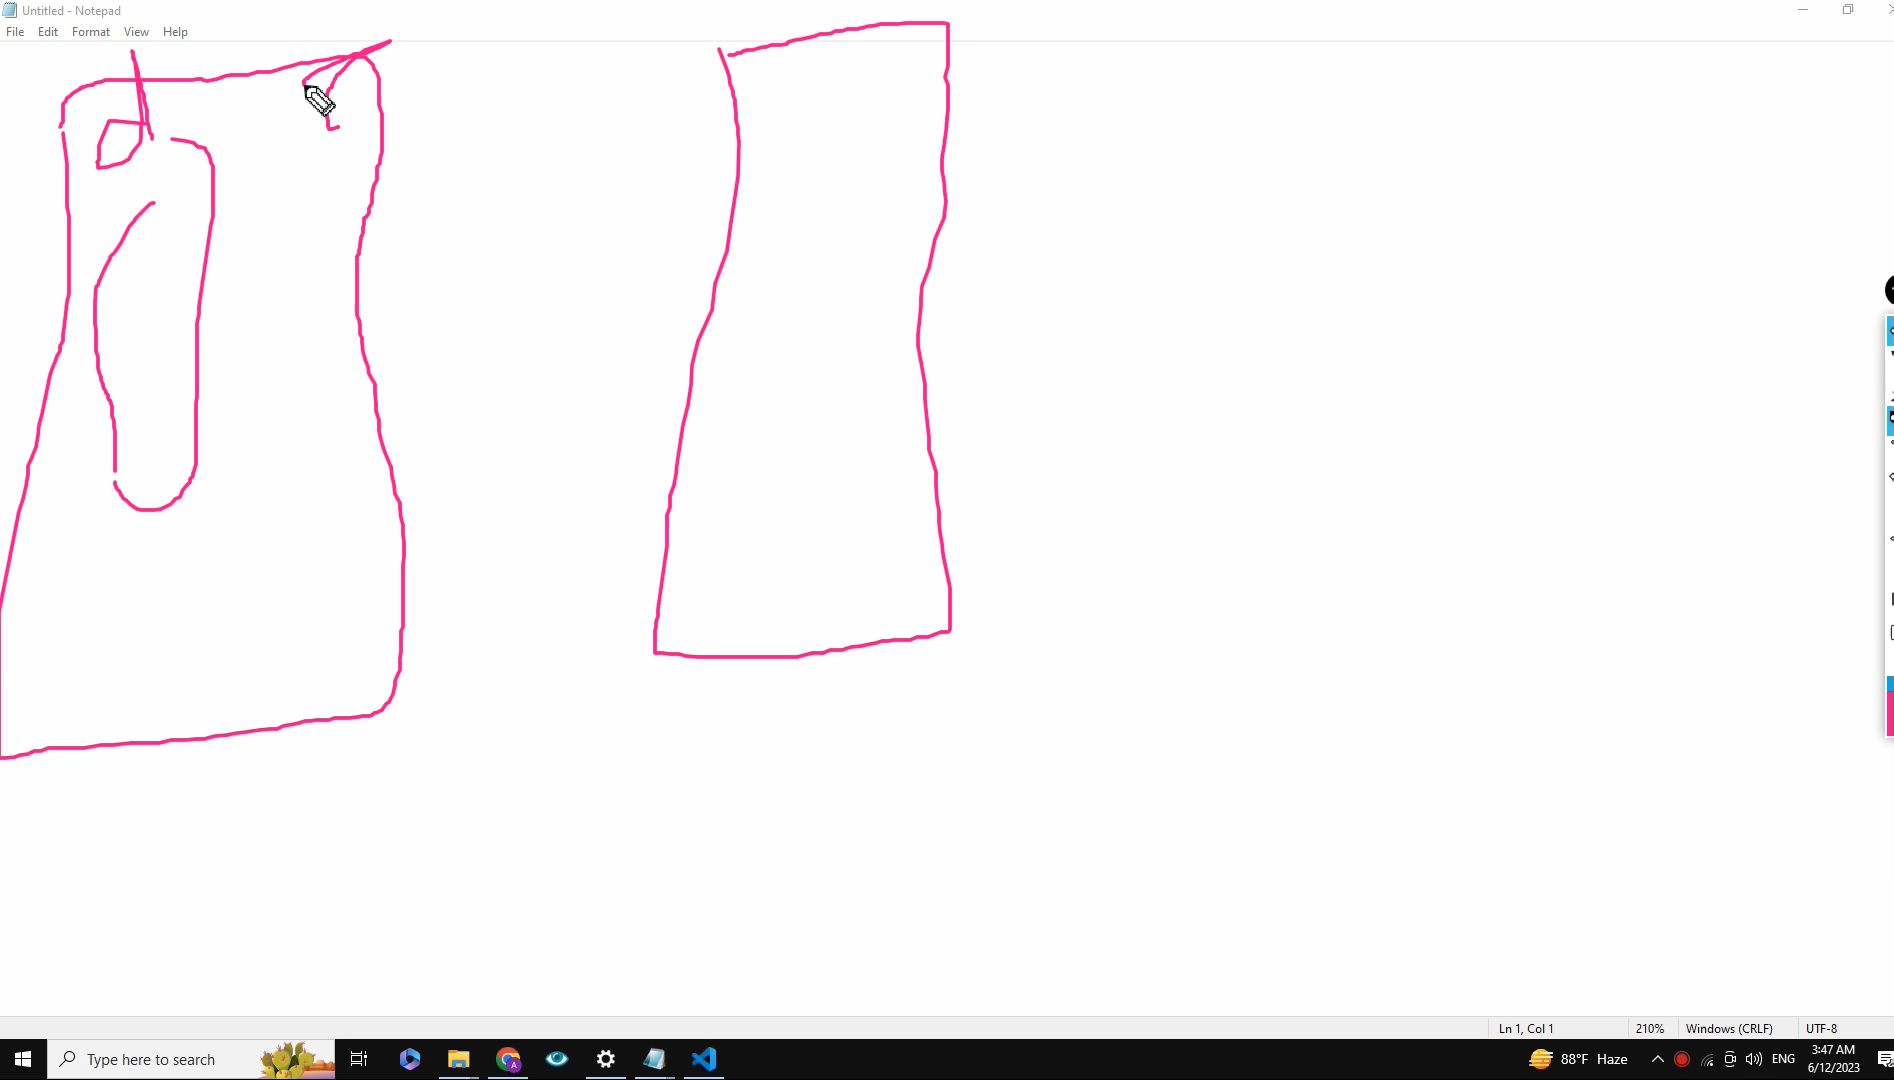 Untitled - Notepad
File Edit Format View Help
Ln 1, Col 1 210% Windows (CRLF) UTF-8
Type here to search
A
88°F Haze
ENG
3:47 AM
6/12/2023